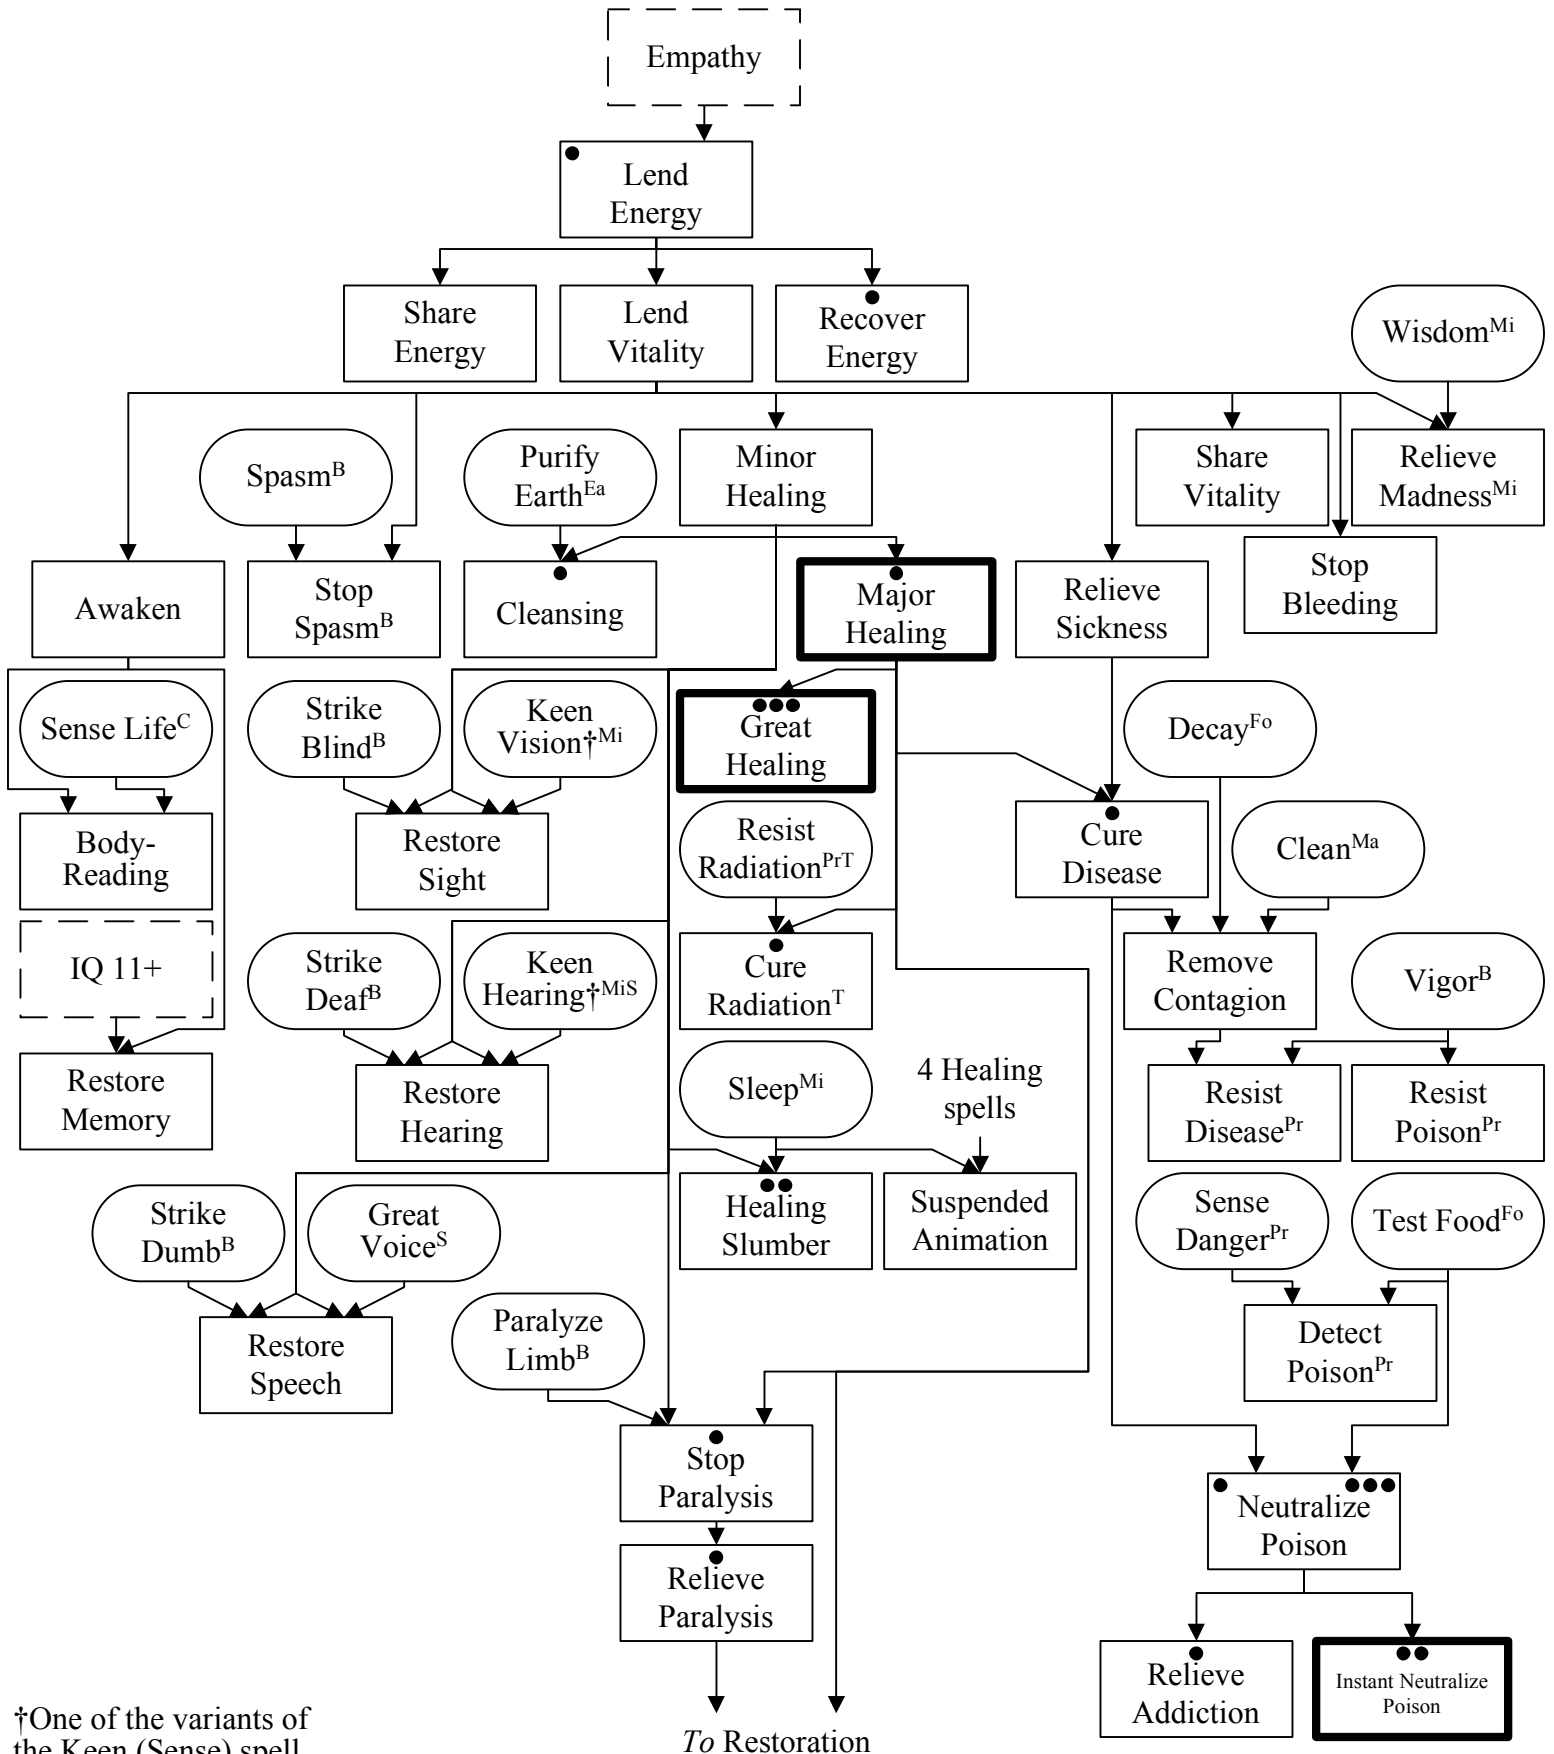 Empathy
Lend
Energy
Share
Energy
Lend
Vitality
Recover
Energy
Wisdom^Mi
Spasm^B
Purify
Earth^Ea
Minor
Healing
Share
Vitality
Relieve
Madness^Mi
Awaken
Stop
Spasm^B
Cleansing
Major
Healing
Relieve
Sickness
Stop
Bleeding
Sense Life^C
Strike
Blind^B
Keen
Vision†^Mi
Great
Healing
Decay^Fo
Body-
Reading
Restore
Sight
Resist
Radiation^PrT
Cure
Disease
Clean^Ma
IQ 11+
Strike
Deaf^B
Keen
Hearing†^MiS
Cure
Radiation^T
Remove
Contagion
Vigor^B
Restore
Memory
Restore
Hearing
Sleep^Mi
4 Healing
spells
Resist
Disease^Pr
Resist
Poison^Pr
Strike
Dumb^B
Great
Voice^S
Healing
Slumber
Suspended
Animation
Sense
Danger^Pr
Test Food^Fo
Restore
Speech
Paralyze
Limb^B
Detect
Poison^Pr
Stop
Paralysis
Neutralize
Poison
Relieve
Paralysis
Relieve
Addiction
Instant Neutralize
Poison
†One of the variants of
the Keen (Sense) spell
To Restoration